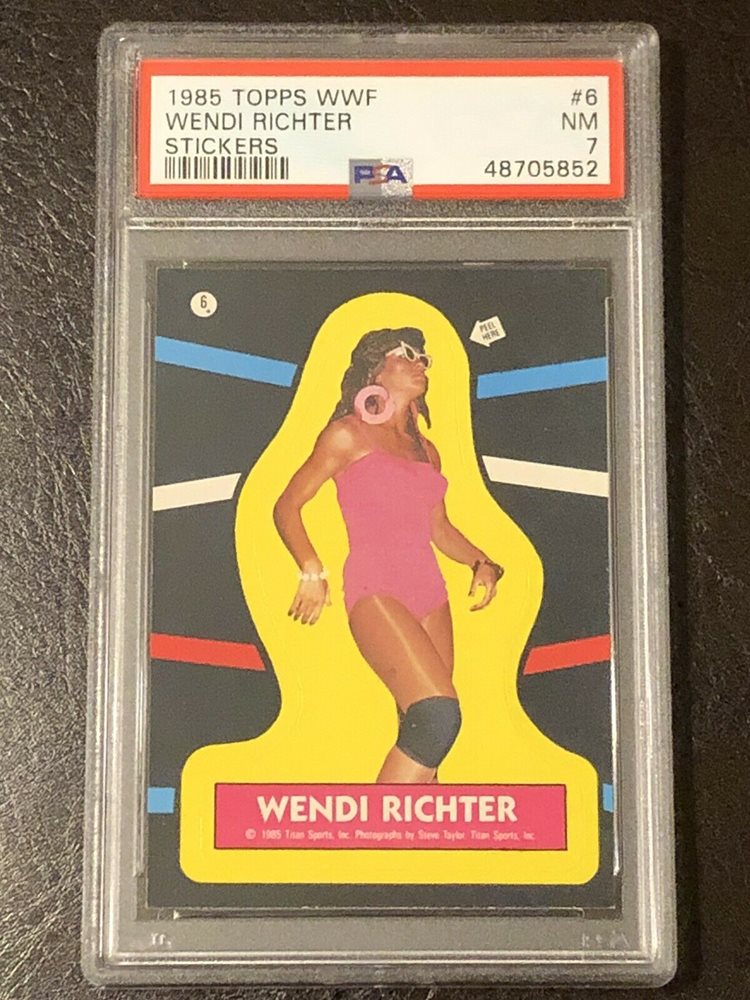 1985 TOPPS WWF #6
WENDI RICHTER NM
STICKERS 7
PSA 48705852
6
PEEL
HERE
WENDI RICHTER
© 1985 Titan Sports, Inc. Photographs by Steve Taylor. Titan Sports, Inc.